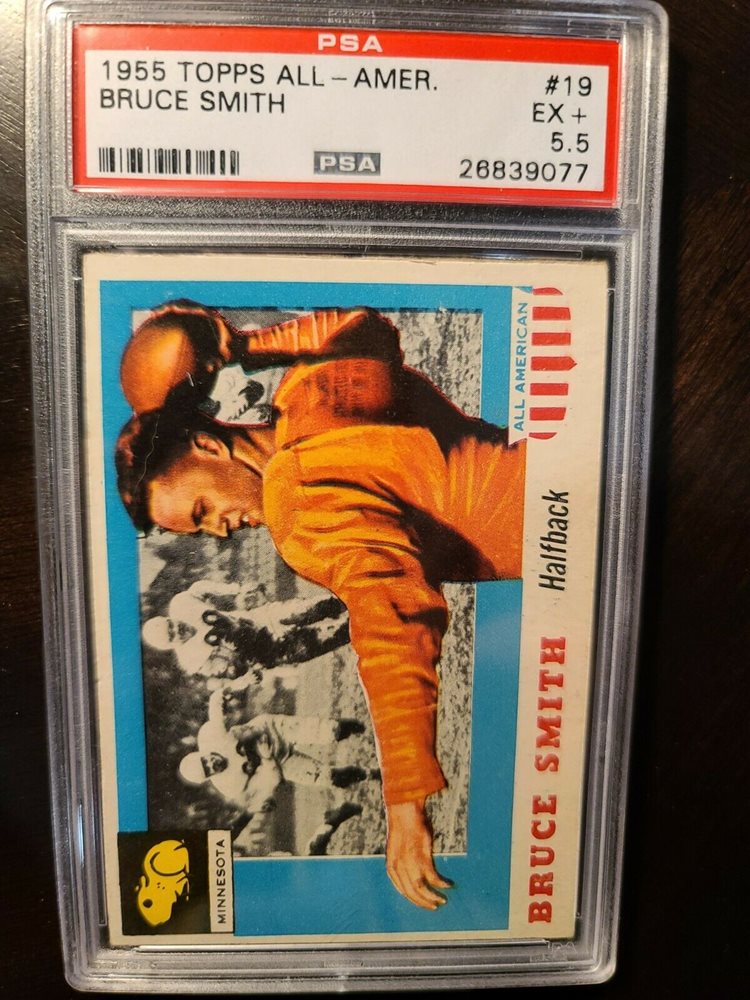 PSA
1955 TOPPS ALL-AMER. #19
BRUCE SMITH EX +
5.5
PSA 26839077
ALL AMERICAN
BRUCE SMITH Halfback
MINNESOTA